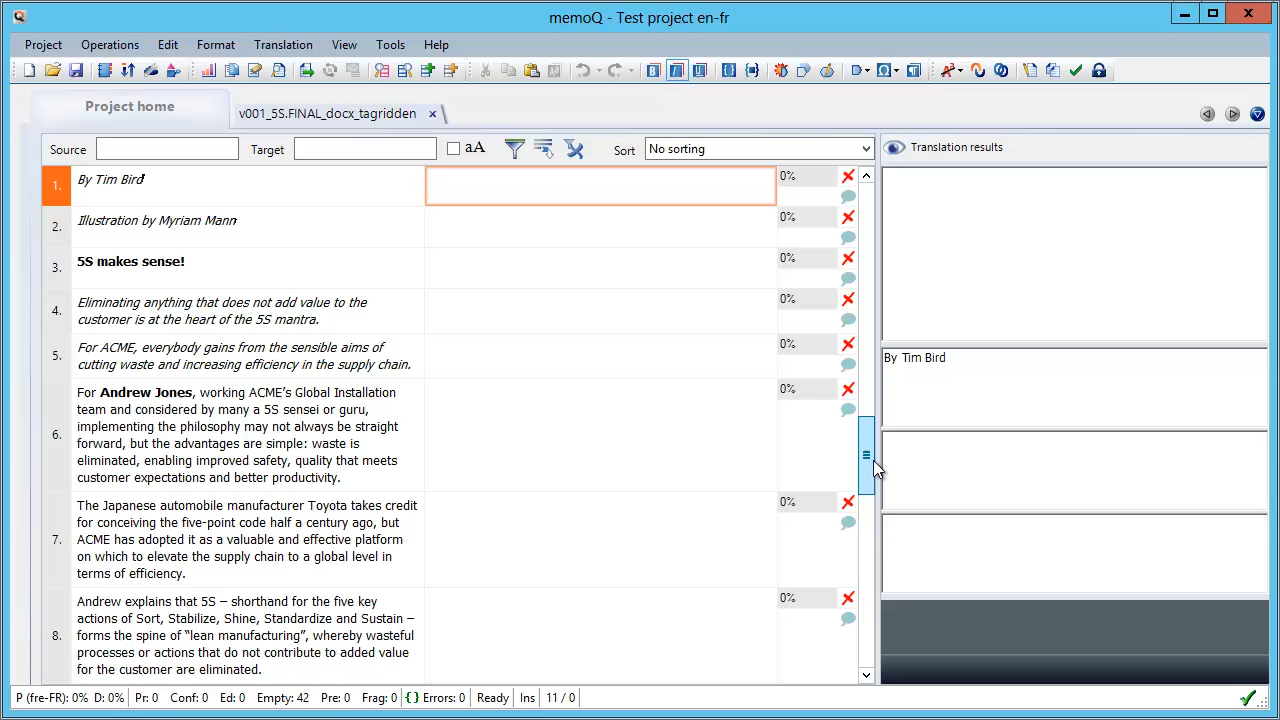 memoQ - Test project en-fr
Project Operations Edit Format Translation View Tools Help
Project home
v001_5S.FINAL_docx_tagridden
Source Target aA Sort No sorting
Translation results
1. By Tim Bird 0%
2. Illustration by Myriam Mann 0%
3. 5S makes sense! 0%
4. Eliminating anything that does not add value to the 0%
customer is at the heart of the 5S mantra.
5. For ACME, everybody gains from the sensible aims of 0%
cutting waste and increasing efficiency in the supply chain.
6. For Andrew Jones, working ACME's Global Installation 0%
team and considered by many a 5S sensei or guru,
implementing the philosophy may not always be straight
forward, but the advantages are simple: waste is
eliminated, enabling improved safety, quality that meets
customer expectations and better productivity.
7. The Japanese automobile manufacturer Toyota takes credit 0%
for conceiving the five-point code half a century ago, but
ACME has adopted it as a valuable and effective platform
on which to elevate the supply chain to a global level in
terms of efficiency.
8. Andrew explains that 5S – shorthand for the five key 0%
actions of Sort, Stabilize, Shine, Standardize and Sustain –
forms the spine of “lean manufacturing”, whereby wasteful
processes or actions that do not contribute to added value
for the customer are eliminated.
By Tim Bird
P (fre-FR): 0% D: 0% Pr: 0 Conf: 0 Ed: 0 Empty: 42 Pre: 0 Frag: 0 {} Errors: 0 Ready Ins 11 / 0